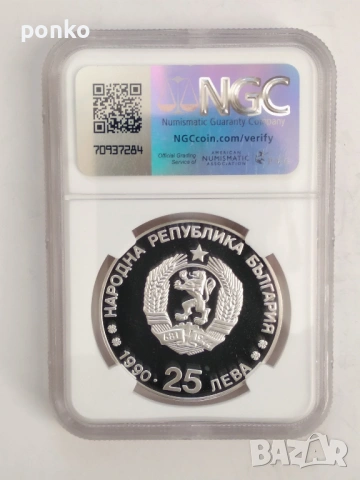 ponko
NGC
Numismatic Guaranty Company
NGCcoin.com/verify
70937284
Official Grading Service of
AMERICAN NUMISMATIC ASSOCIATION
НАРОДНА РЕПУБЛИКА БЪЛГАРИЯ
681
1990 · 25 ЛЕВА
BAZAR